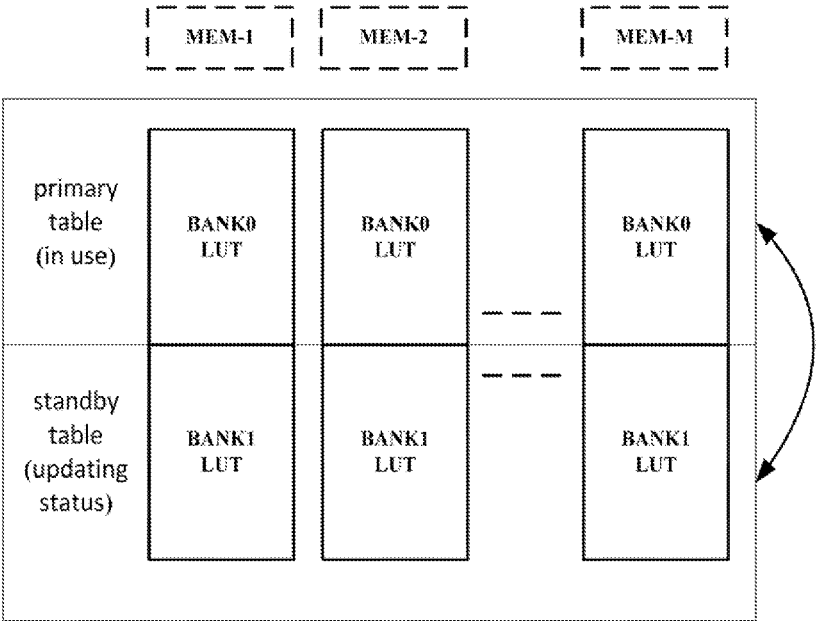 MEM-1 MEM-2 MEM-M
primary
table
(in use)
BANK0
LUT
BANK0
LUT
BANK0
LUT
standby
table
(updating
status)
BANK1
LUT
BANK1
LUT
BANK1
LUT